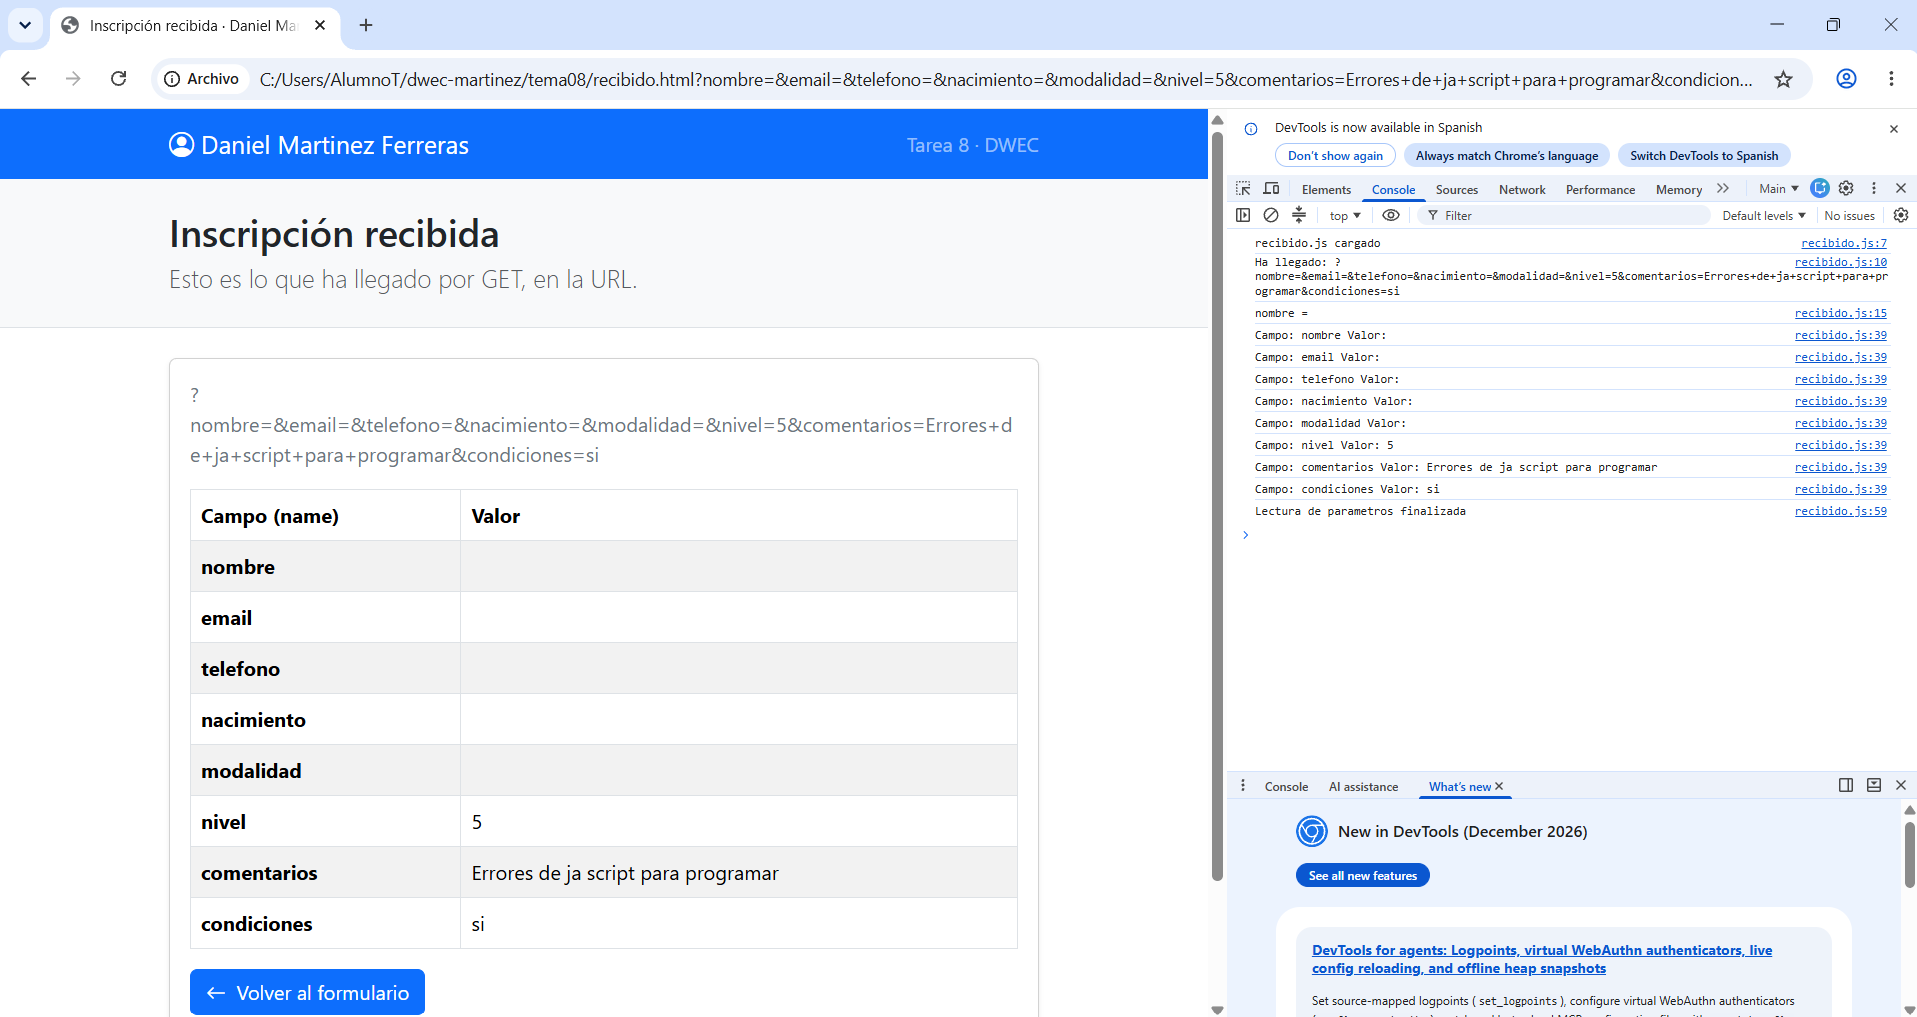 Inscripción recibida · Daniel Ma
Archivo
C:/Users/AlumnoT/dwec-martinez/tema08/recibido.html?nombre=&email=&telefono=&nacimiento=&modalidad=&nivel=5&comentarios=Errores+de+ja+script+para+programar&condicion...
Daniel Martinez Ferreras
Tarea 8 · DWEC
Inscripción recibida
Esto es lo que ha llegado por GET, en la URL.
?
nombre=&email=&telefono=&nacimiento=&modalidad=&nivel=5&comentarios=Errores+d
e+ja+script+para+programar&condiciones=si
Campo (name) Valor
nombre
email
telefono
nacimiento
modalidad
nivel 5
comentarios Errores de ja script para programar
condiciones si
← Volver al formulario
DevTools is now available in Spanish
Don't show again Always match Chrome's language Switch DevTools to Spanish
Elements Console Sources Network Performance Memory Main
top Filter Default levels No issues
recibido.js cargado recibido.js:7
Ha llegado: ? recibido.js:10
nombre=&email=&telefono=&nacimiento=&modalidad=&nivel=5&comentarios=Errores+de+ja+script+para+pr
ogramar&condiciones=si
nombre = recibido.js:15
Campo: nombre Valor: recibido.js:39
Campo: email Valor: recibido.js:39
Campo: telefono Valor: recibido.js:39
Campo: nacimiento Valor: recibido.js:39
Campo: modalidad Valor: recibido.js:39
Campo: nivel Valor: 5 recibido.js:39
Campo: comentarios Valor: Errores de ja script para programar recibido.js:39
Campo: condiciones Valor: si recibido.js:39
Lectura de parametros finalizada recibido.js:59
Console AI assistance What's new
New in DevTools (December 2026)
See all new features
DevTools for agents: Logpoints, virtual WebAuthn authenticators, live
config reloading, and offline heap snapshots
Set source-mapped logpoints ( set_logpoints ), configure virtual WebAuthn authenticators